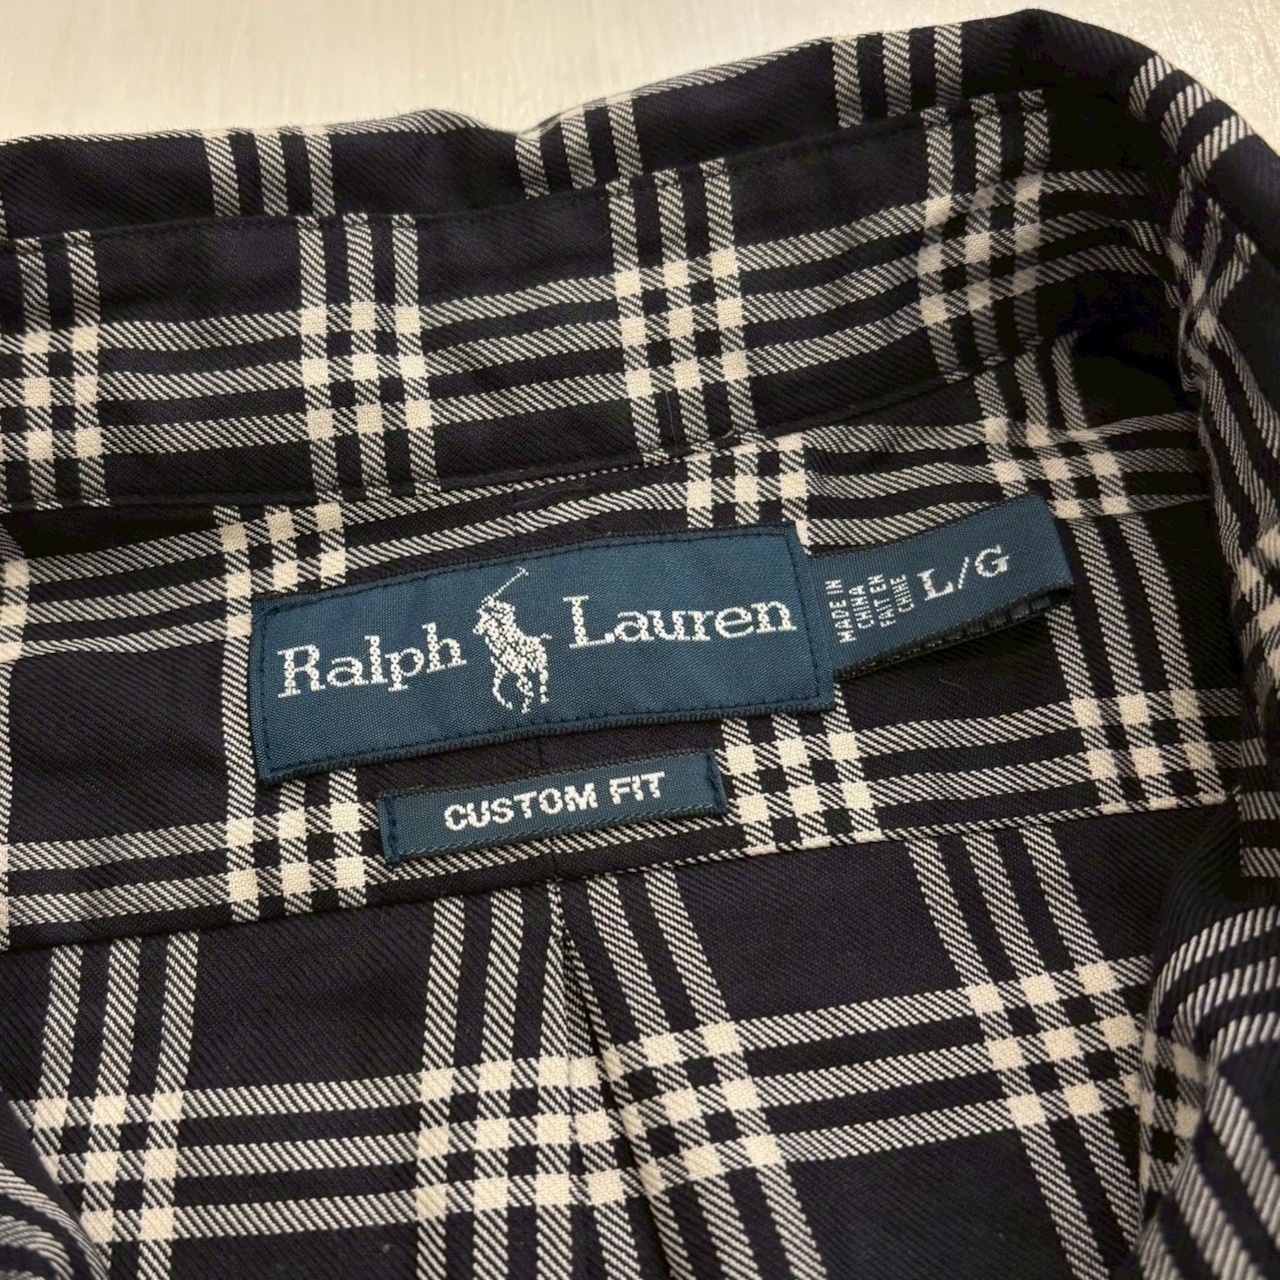 Ralph Lauren
MADE IN
CHINA
FAIT EN
CHINE
L/G
CUSTOM FIT